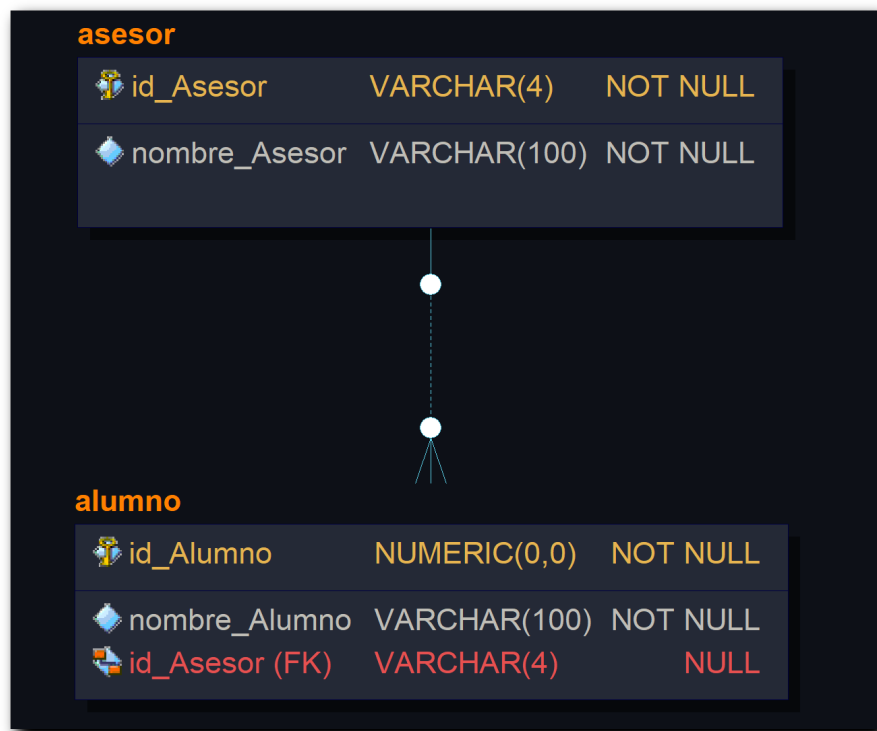 asesor
id_Asesor VARCHAR(4) NOT NULL
nombre_Asesor VARCHAR(100) NOT NULL
alumno
id_Alumno NUMERIC(0,0) NOT NULL
nombre_Alumno VARCHAR(100) NOT NULL
id_Asesor (FK) VARCHAR(4) NULL